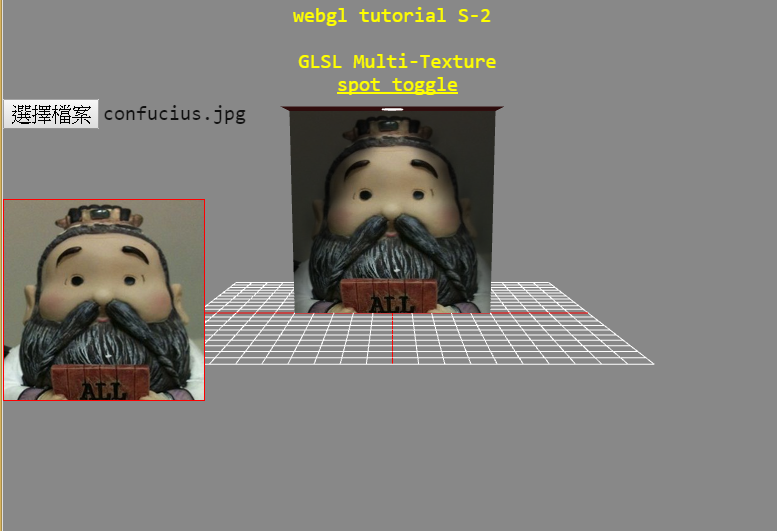 webgl tutorial S-2
GLSL Multi-Texture
spot toggle
選擇檔案 confucius.jpg
ALL
ALL